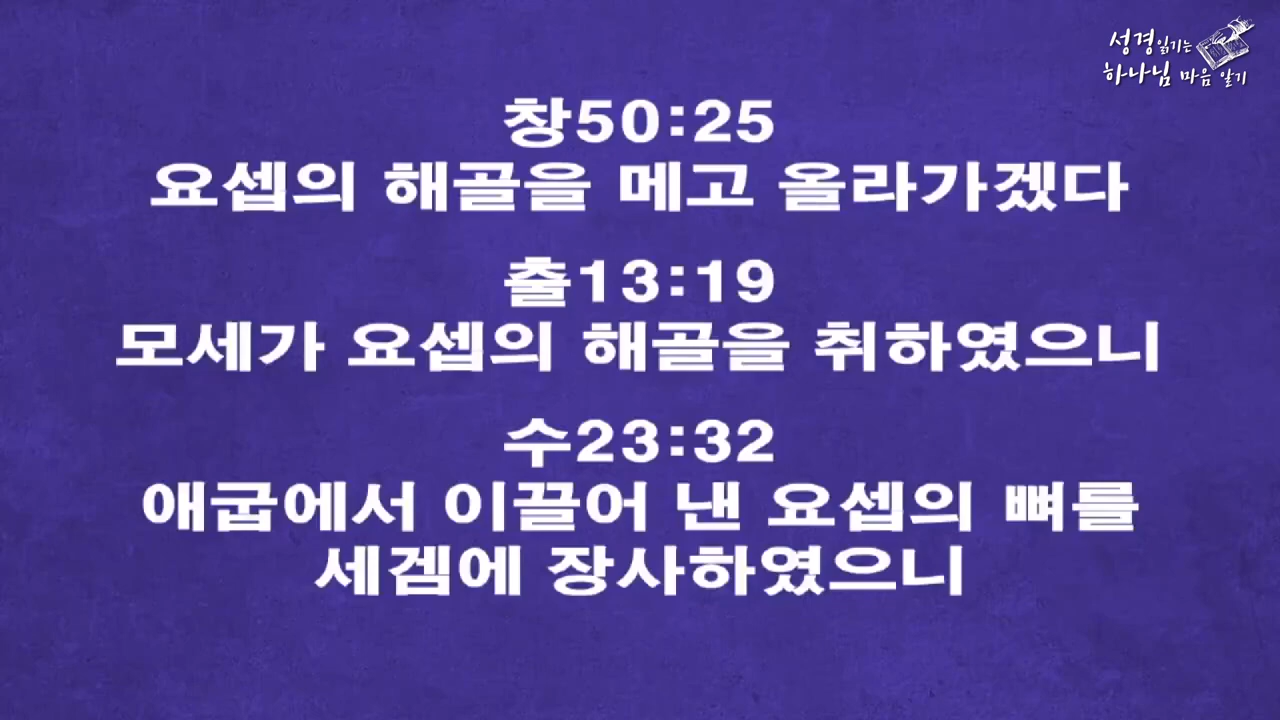 성경읽기는
하나님 마음 알기
창50:25
요셉의 해골을 메고 올라가겠다
출13:19
모세가 요셉의 해골을 취하였으니
수23:32
애굽에서 이끌어 낸 요셉의 뼈를
세겜에 장사하였으니